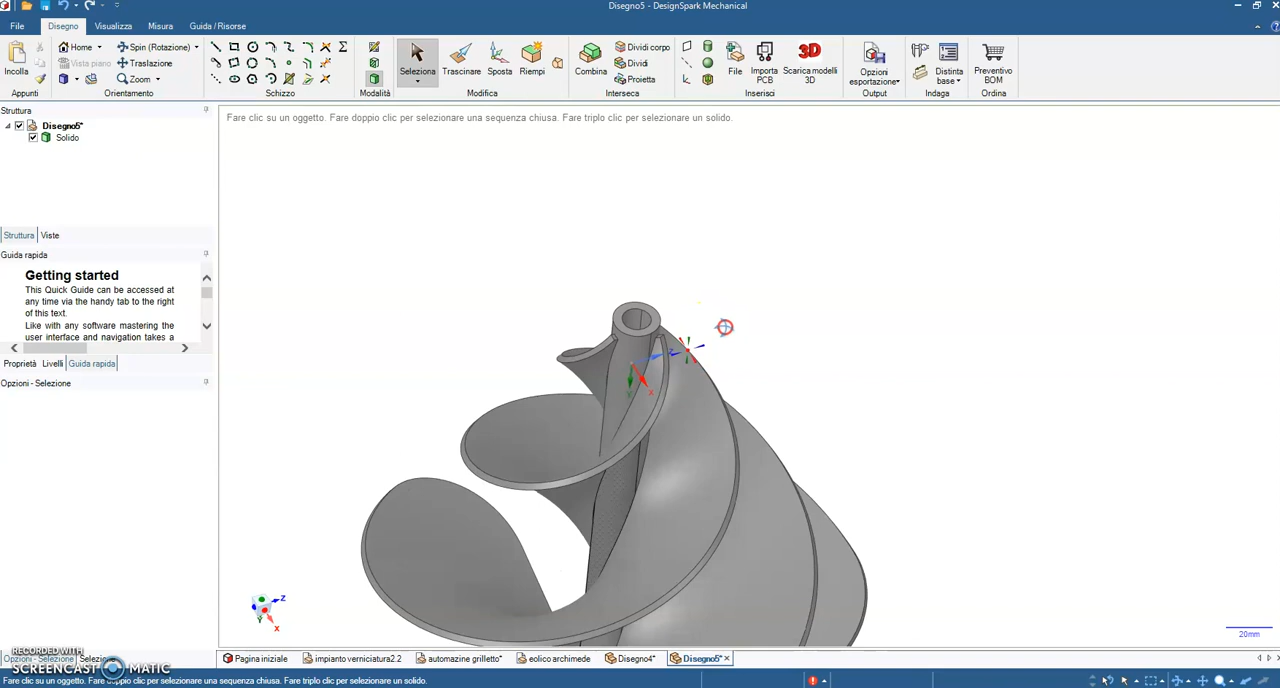 Disegno5 - DesignSpark Mechanical
File Disegno Visualizza Misura Guida / Risorse
Incolla
Appunti
Home
Vista piano
Spin (Rotazione)
Traslazione
Zoom
Orientamento
Schizzo
Modalità
Seleziona
Trascinare
Sposta
Riempi
Modifica
Combina
Dividi corpo
Dividi
Proietta
Interseca
File
Importa PCB
3D
Scarica modelli 3D
Inserisci
Opzioni esportazione
Output
Distinta base
Indaga
Preventivo BOM
Ordina
Struttura
Disegno5*
Solido
Struttura Viste
Guida rapida
Getting started
This Quick Guide can be accessed
at any time via the handy tab to the right
of this text.
Like with any software mastering the
user interface and navigation takes a
Proprietà Livelli Guida rapida
Opzioni - Selezione
Fare clic su un oggetto. Fare doppio clic per selezionare una sequenza chiusa. Fare triplo clic per selezionare un solido.
Z
X
Y
Z
Y
X
20mm
RECORDED WITH
SCREENCAST MATIC
Opzioni - Selezione Selezione
Pagina iniziale impianto verniciatura2.2 automazine grilletto* eolico archimede Disegno4* Disegno5*
Fare clic su un oggetto. Fare doppio clic per selezionare una sequenza chiusa. Fare triplo clic per selezionare un solido.